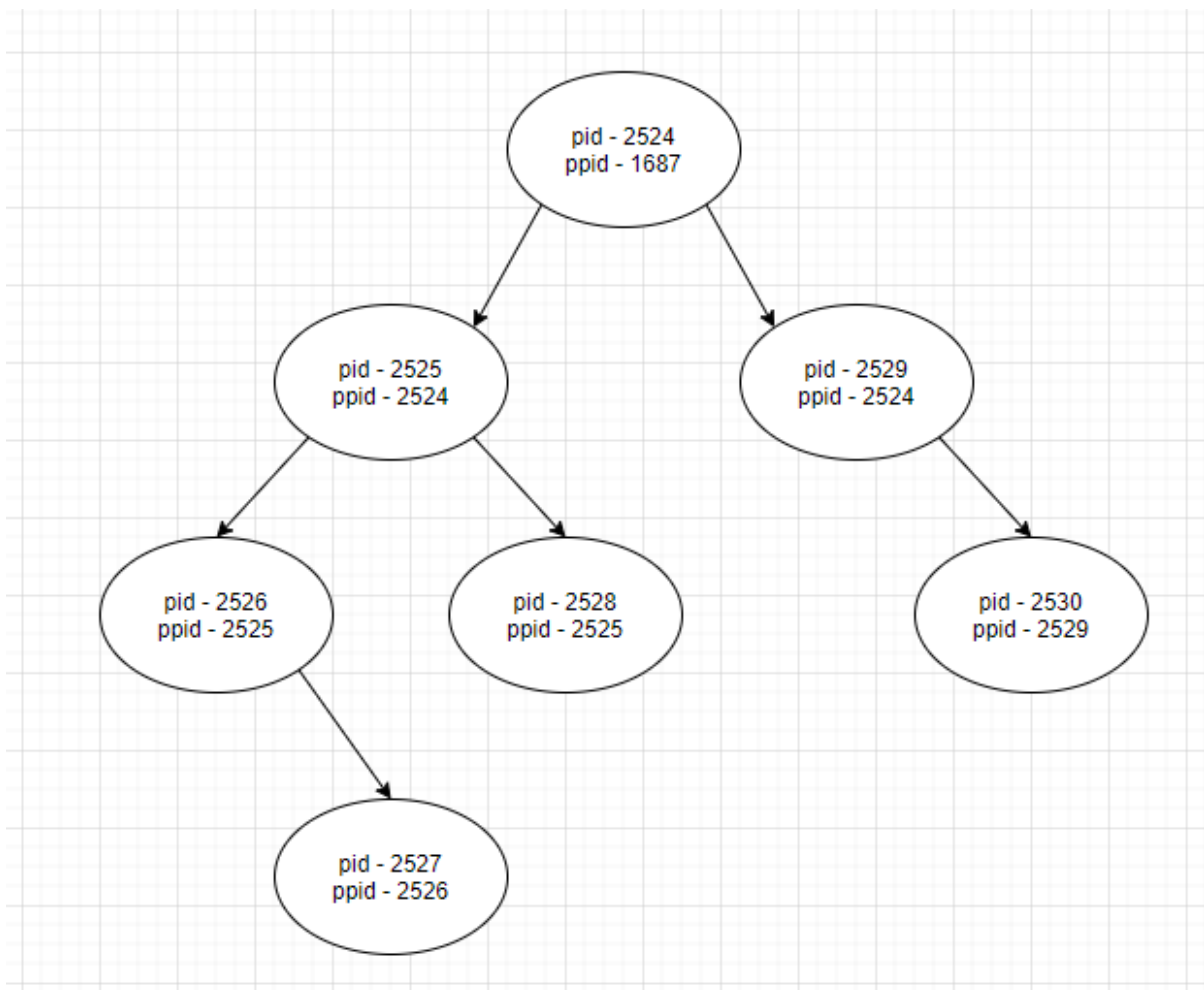 pid - 2524
ppid - 1687
pid - 2525
ppid - 2524
pid - 2529
ppid - 2524
pid - 2526
ppid - 2525
pid - 2528
ppid - 2525
pid - 2530
ppid - 2529
pid - 2527
ppid - 2526